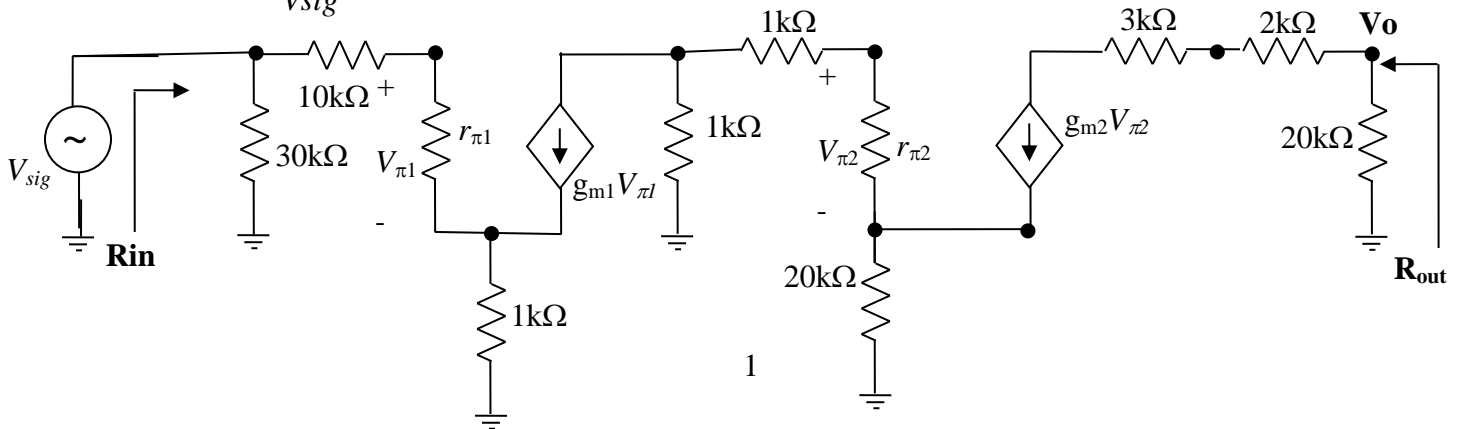 Vsig
10kΩ
+
30kΩ
Vsig
Rin
rπ1
Vπ1
-
gm1Vπ1
1kΩ
1kΩ
1kΩ
+
Vπ2
rπ2
-
20kΩ
gm2Vπ2
3kΩ
2kΩ
Vo
20kΩ
Rout
1